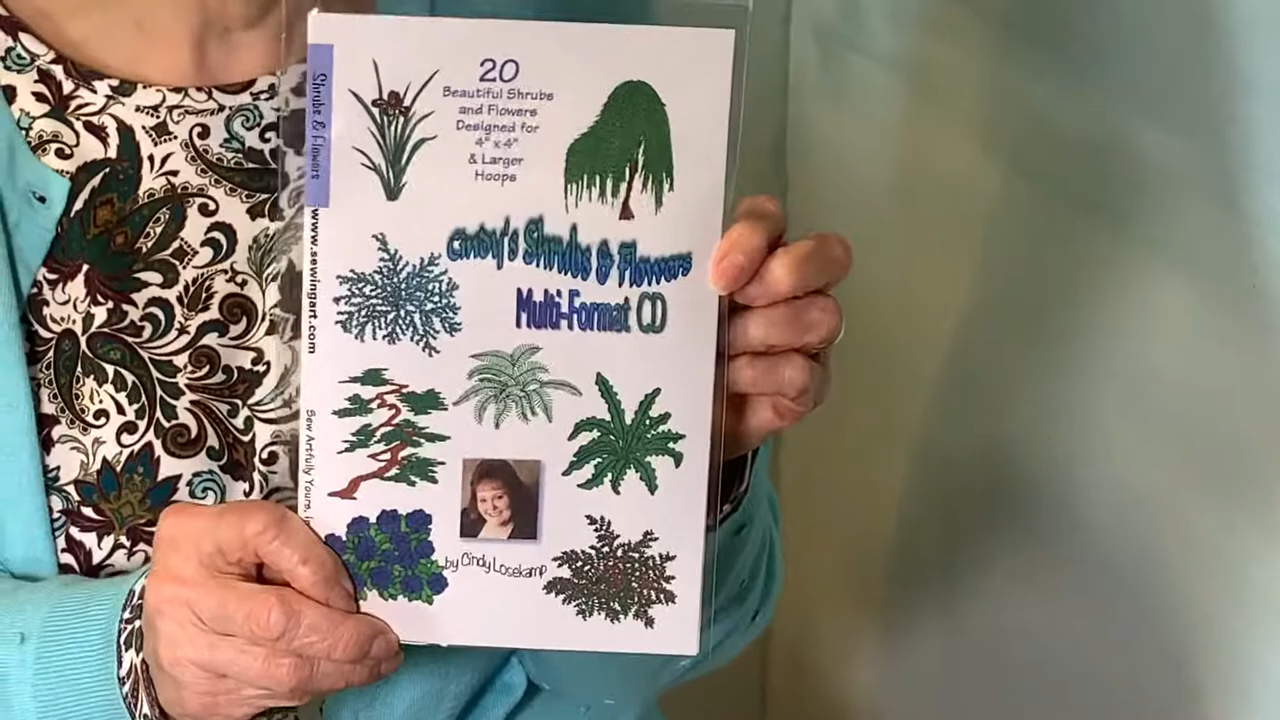 20
Beautiful Shrubs
and Flowers
Designed for
4" x 4"
& Larger
Hoops
Cindy's Shrubs & Flowers
Multi-Format CD
by Cindy Losekamp
Shrubs & Flowers
www.sewingart.com
Sew Artfully Yours,